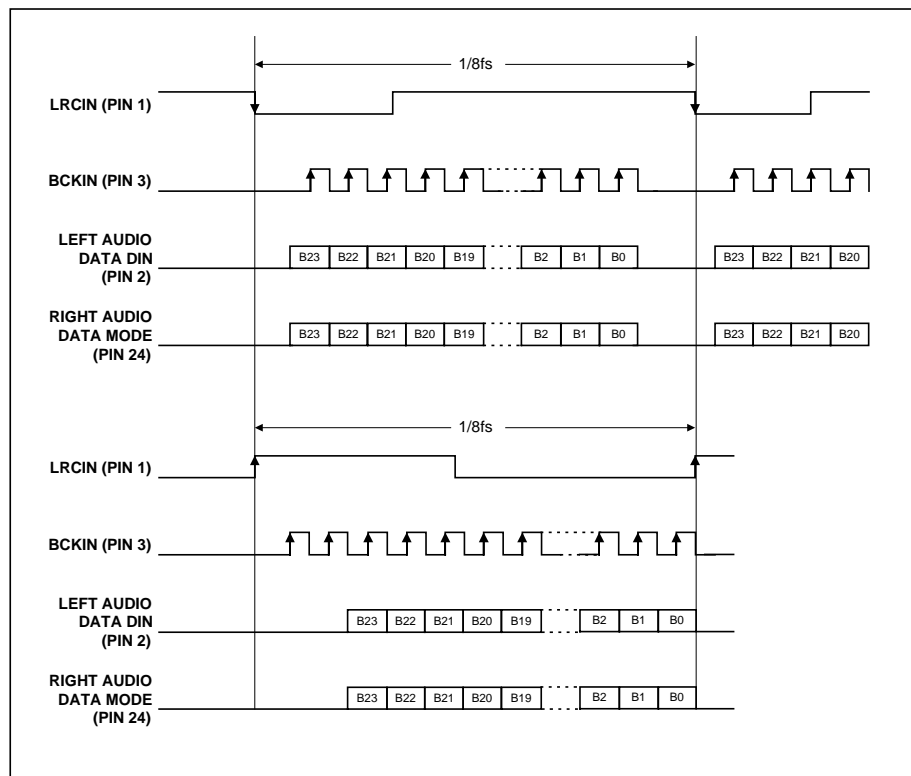 1/8fs
LRCIN (PIN 1)
BCKIN (PIN 3)
LEFT AUDIO
DATA DIN
(PIN 2)
B23 B22 B21 B20 B19 B2 B1 B0 B23 B22 B21 B20
RIGHT AUDIO
DATA MODE
(PIN 24)
B23 B22 B21 B20 B19 B2 B1 B0 B23 B22 B21 B20
1/8fs
LRCIN (PIN 1)
BCKIN (PIN 3)
LEFT AUDIO
DATA DIN
(PIN 2)
B23 B22 B21 B20 B19 B2 B1 B0
RIGHT AUDIO
DATA MODE
(PIN 24)
B23 B22 B21 B20 B19 B2 B1 B0